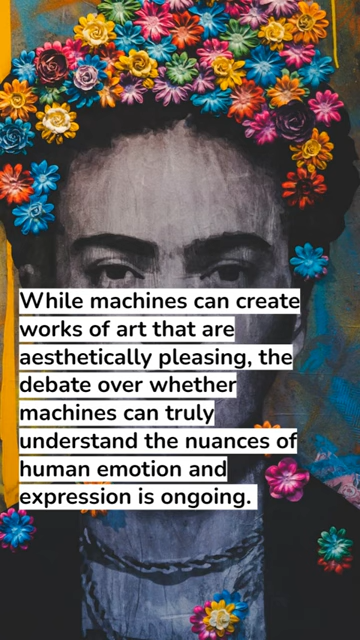 While machines can create
works of art that are
aesthetically pleasing, the
debate over whether
machines can truly
understand the nuances of
human emotion and
expression is ongoing.